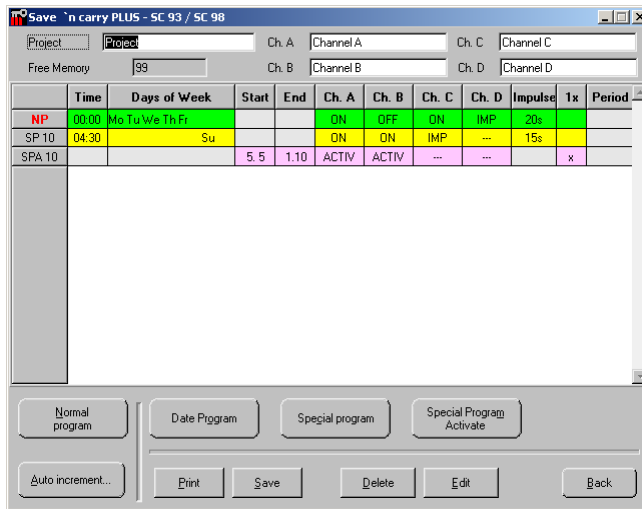 Save `n carry PLUS - SC 93 / SC 98
Project Project Ch. A Channel A Ch. C Channel C
Free Memory 99 Ch. B Channel B Ch. D Channel D
Time Days of Week Start End Ch. A Ch. B Ch. C Ch. D Impulse 1x Period
NP 00:00 Mo Tu We Th Fr ON OFF ON IMP 20s
SP 10 04:30 Su ON ON IMP --- 15s
SPA 10 5. 5 1.10 ACTIV ACTIV --- --- x
Normal program Date Program Special program Special Program Activate
Auto increment... Print Save Delete Edit Back